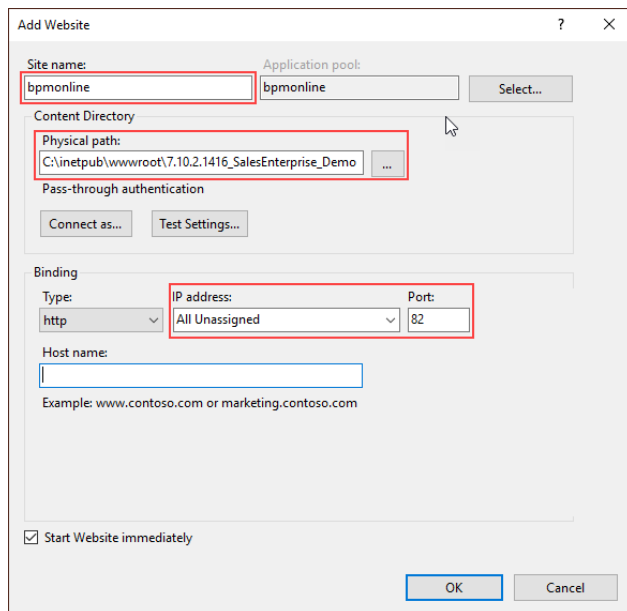 Add Website
?
Site name:
Application pool:
bpmonline
bpmonline
Select...
Content Directory
Physical path:
C:\inetpub\wwwroot\7.10.2.1416_SalesEnterprise_Demo
...
Pass-through authentication
Connect as...
Test Settings...
Binding
Type:
IP address:
Port:
http
All Unassigned
82
Host name:
Example: www.contoso.com or marketing.contoso.com
Start Website immediately
OK
Cancel